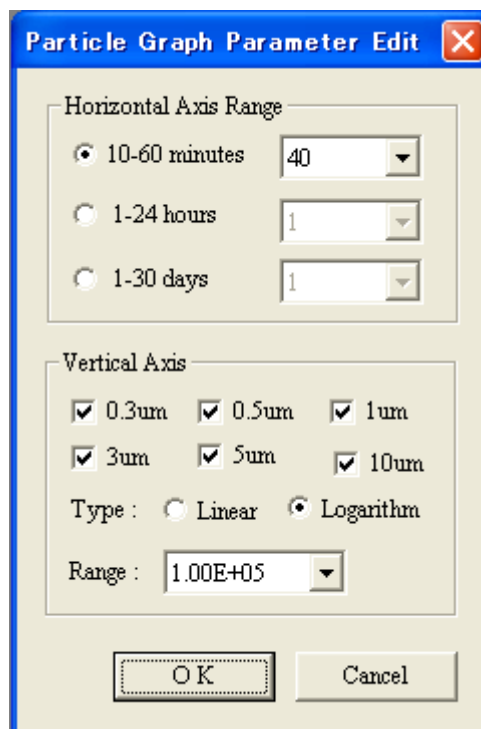 Particle Graph Parameter Edit
Horizontal Axis Range
10-60 minutes 40
1-24 hours 1
1-30 days 1
Vertical Axis
0.3um 0.5um 1um
3um 5um 10um
Type : Linear Logarithm
Range : 1.00E+05
OK Cancel